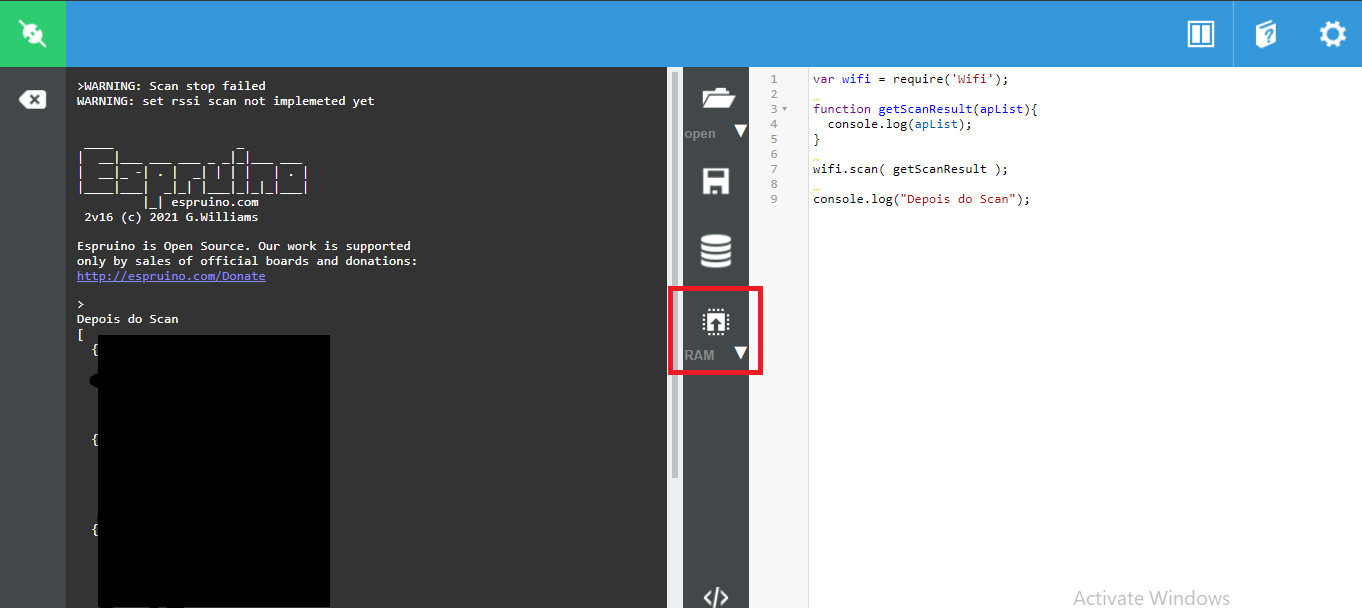 >WARNING: Scan stop failed
WARNING: set rssi scan not implemeted yet
Espruino
espruino.com
2v16 (c) 2021 G.Williams
Espruino is Open Source. Our work is supported
only by sales of official boards and donations:
http://espruino.com/Donate
>
Depois do Scan
[
{
{
{
open
RAM
</>
1 var wifi = require('Wifi');
2
3 function getScanResult(apList){
4 console.log(apList);
5 }
6
7 wifi.scan( getScanResult );
8
9 console.log("Depois do Scan");
Activate Windows